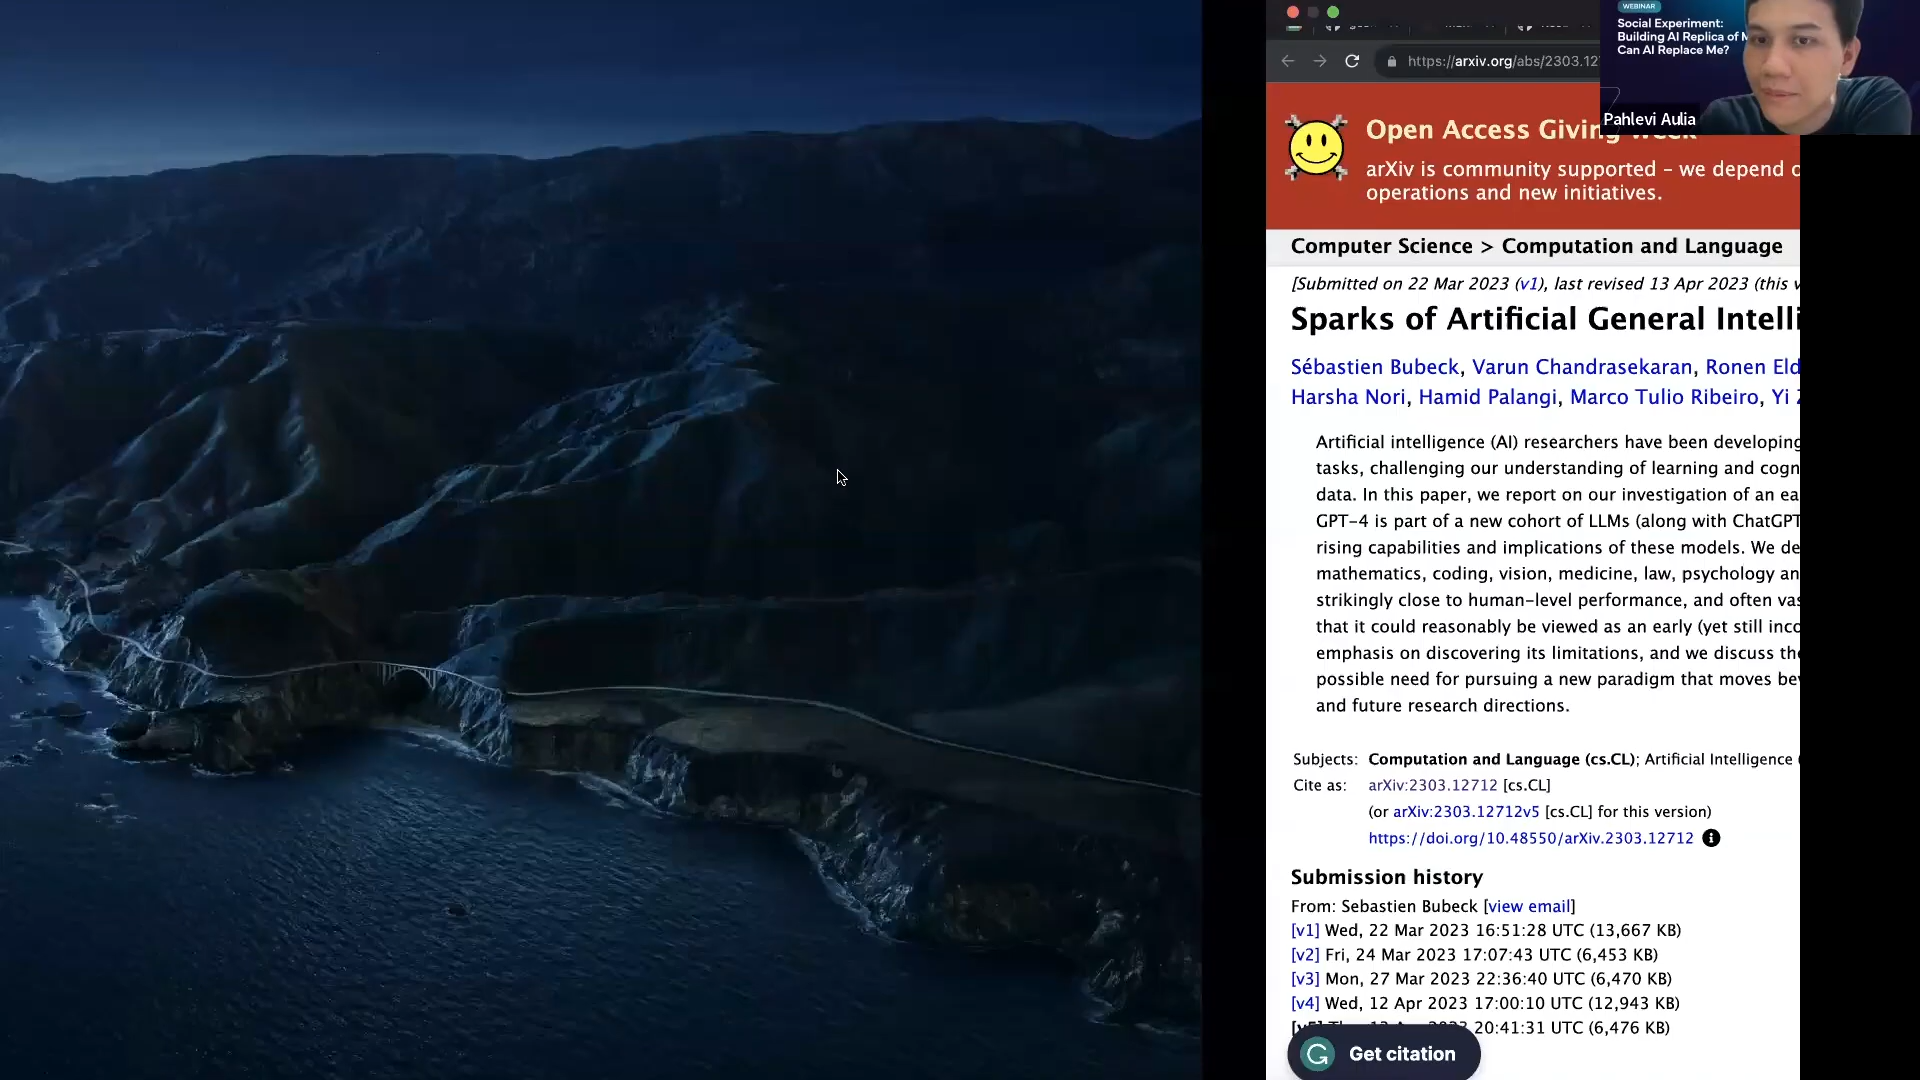 WEBINAR
Social Experiment:
Building AI Replica of M
Can AI Replace Me?
Pahlevi Aulia
https://arxiv.org/abs/2303.12
Open Access Giving Week
arXiv is community supported – we depend o
operations and new initiatives.
Computer Science > Computation and Language
[Submitted on 22 Mar 2023 (v1), last revised 13 Apr 2023 (this v
Sparks of Artificial General Intelli
Sébastien Bubeck, Varun Chandrasekaran, Ronen Eld
Harsha Nori, Hamid Palangi, Marco Tulio Ribeiro, Yi Z
Artificial intelligence (AI) researchers have been developing
tasks, challenging our understanding of learning and cogn
data. In this paper, we report on our investigation of an ea
GPT-4 is part of a new cohort of LLMs (along with ChatGPT
rising capabilities and implications of these models. We de
mathematics, coding, vision, medicine, law, psychology an
strikingly close to human-level performance, and often vas
that it could reasonably be viewed as an early (yet still inco
emphasis on discovering its limitations, and we discuss the
possible need for pursuing a new paradigm that moves bey
and future research directions.
Subjects: Computation and Language (cs.CL); Artificial Intelligence (
Cite as: arXiv:2303.12712 [cs.CL]
(or arXiv:2303.12712v5 [cs.CL] for this version)
https://doi.org/10.48550/arXiv.2303.12712
Submission history
From: Sebastien Bubeck [view email]
[v1] Wed, 22 Mar 2023 16:51:28 UTC (13,667 KB)
[v2] Fri, 24 Mar 2023 17:07:43 UTC (6,453 KB)
[v3] Mon, 27 Mar 2023 22:36:40 UTC (6,470 KB)
[v4] Wed, 12 Apr 2023 17:00:10 UTC (12,943 KB)
[v5] Thu, 13 Apr 2023 20:41:31 UTC (6,476 KB)
Get citation